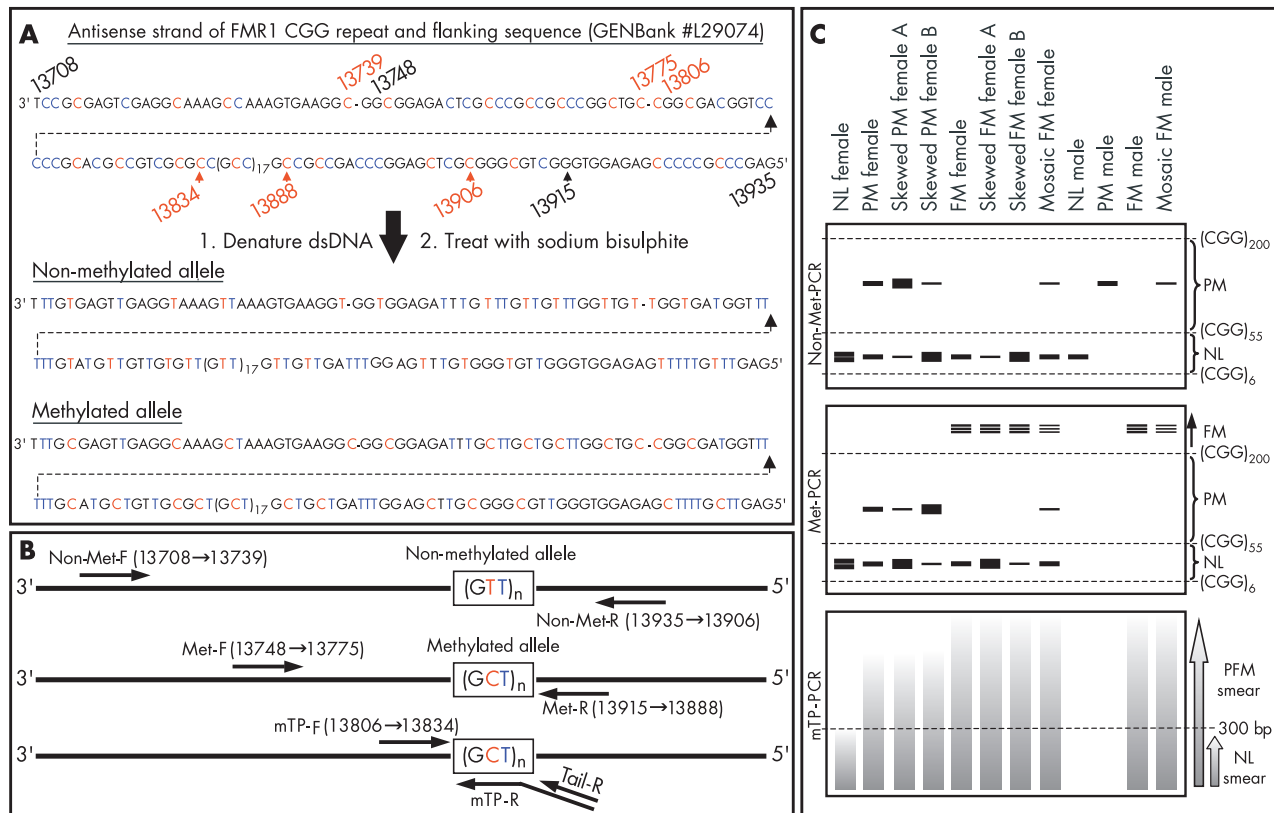 A
Antisense strand of FMR1 CGG repeat and flanking sequence (GENBank #L29074)
13708
13739
13748
13775
13806
3' TCCGCGAGTCGAGGCAAAGCCAAAGTGAAGGC-GGCGGAGACTCGCCCGCCGCCCGGCTGC-CGGCGACGGTCC
CCCGCACGCCGTCGCGCC(GCC)17GCCGCCGACCCGGAGCTCGCGGGCGTCGGGTGGAGAGCCCCCGCCCGAG5'
13834
13888
13906
13915
13935
1. Denature dsDNA
2. Treat with sodium bisulphite
Non-methylated allele
3' TTTGTGAGTTGAGGTAAAGTTAAAGTGAAGGT-GGTGGAGATTTGTTTGTTGTTTGGTTGT-TGGTGATGGTTT
TTTGTATGTTGTTGTGTT(GTT)17GTTGTTGATTTGGAGTTTGTGGGTGTTGGGTGGAGAGTTTTTGTTTGAG5'
Methylated allele
3' TTTGCGAGTTGAGGCAAAGCTAAAGTGAAGGC-GGCGGAGATTTGCTTGCTGCTTGGCTGC-CGGCGATGGTTT
TTTGCATGCTGTTGCGCT(GCT)17GCTGCTGATTTGGAGCTTGCGGGCGTTGGGTGGAGAGCTTTTGCTTGAG5'
B
Non-Met-F (13708→13739)
Non-methylated allele
3'
(GTT)n
5'
Non-Met-R (13935→13906)
Met-F (13748→13775)
Methylated allele
3'
(GCT)n
5'
Met-R (13915→13888)
mTP-F (13806→13834)
3'
(GCT)n
5'
mTP-R
Tail-R
C
NL female
PM female
Skewed PM female A
Skewed PM female B
FM female
Skewed FM female A
Skewed FM female B
Mosaic FM female
NL male
PM male
FM male
Mosaic FM male
Non-Met-PCR
(CGG)200
PM
(CGG)55
NL
(CGG)6
Met-PCR
FM
(CGG)200
PM
(CGG)55
NL
(CGG)6
mTP-PCR
PFM
smear
300 bp
NL
smear